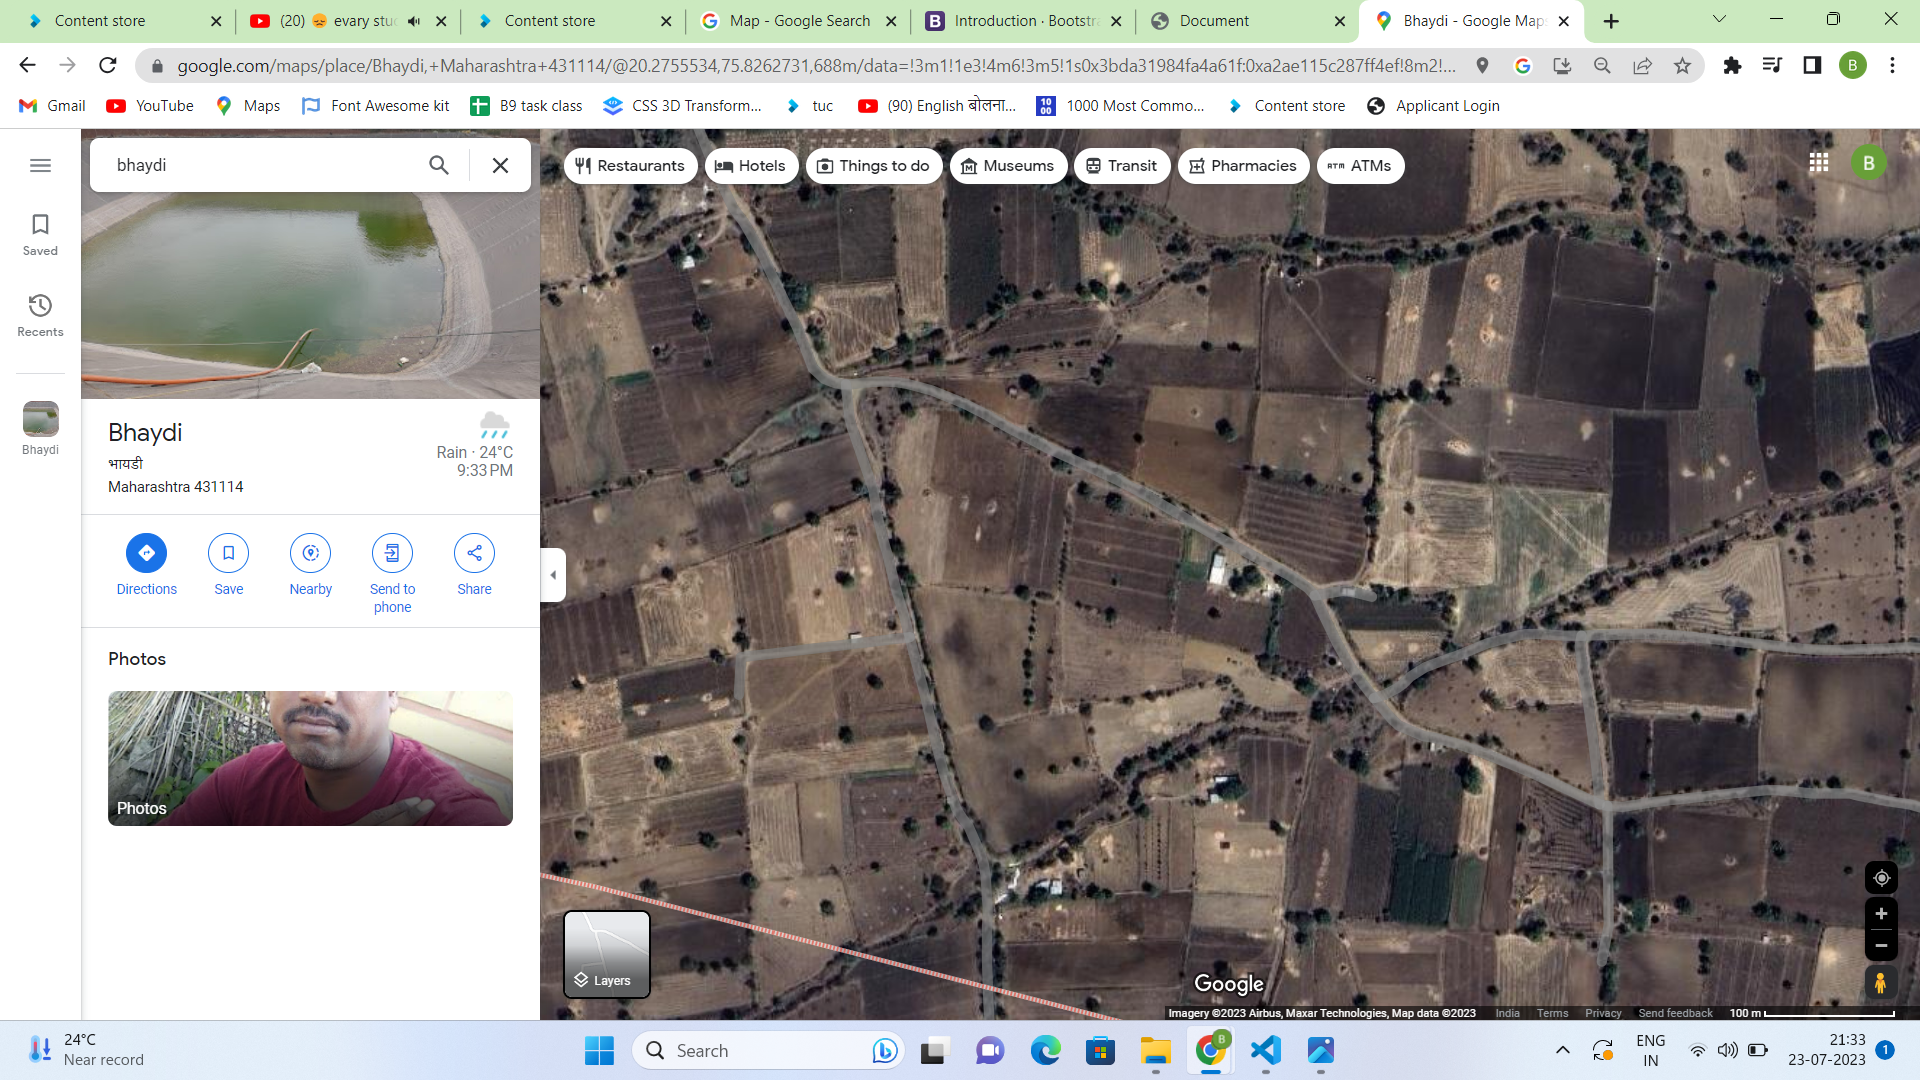 Content store
(20) 😞 evary stu
Content store
Map - Google Search
Introduction · Bootstra
Document
Bhaydi - Google Maps
google.com/maps/place/Bhaydi,+Maharashtra+431114/@20.2755534,75.8262731,688m/data=!3m1!1e3!4m6!3m5!1s0x3bda31984fa4a61f:0xa2ae115c287ff4ef!8m2!...
B
Gmail
YouTube
Maps
Font Awesome kit
B9 task class
CSS 3D Transform...
tuc
(90) English बोलना...
1000 Most Commo...
Content store
Applicant Login
bhaydi
Restaurants
Hotels
Things to do
Museums
Transit
Pharmacies
ATM ATMs
B
Saved
Recents
Bhaydi
Bhaydi
भायडी
Maharashtra 431114
Rain · 24°C
9:33 PM
Directions
Save
Nearby
Send to
phone
Share
Photos
Photos
Layers
Google
Imagery ©2023 Airbus, Maxar Technologies, Map data ©2023 India Terms Privacy Send feedback 100 m
24°C
Near record
Search
ENG
IN
21:33
23-07-2023
1